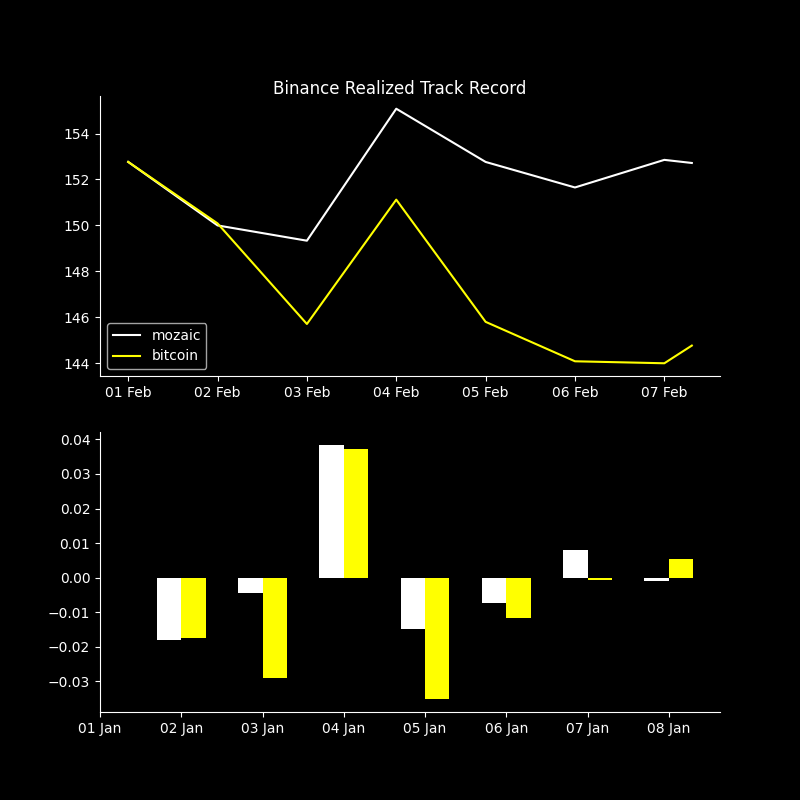 Binance Realized Track Record
154
152
150
148
146
144
mozaic
bitcoin
01 Feb 02 Feb 03 Feb 04 Feb 05 Feb 06 Feb 07 Feb
0.04
0.03
0.02
0.01
0.00
−0.01
−0.02
−0.03
01 Jan 02 Jan 03 Jan 04 Jan 05 Jan 06 Jan 07 Jan 08 Jan